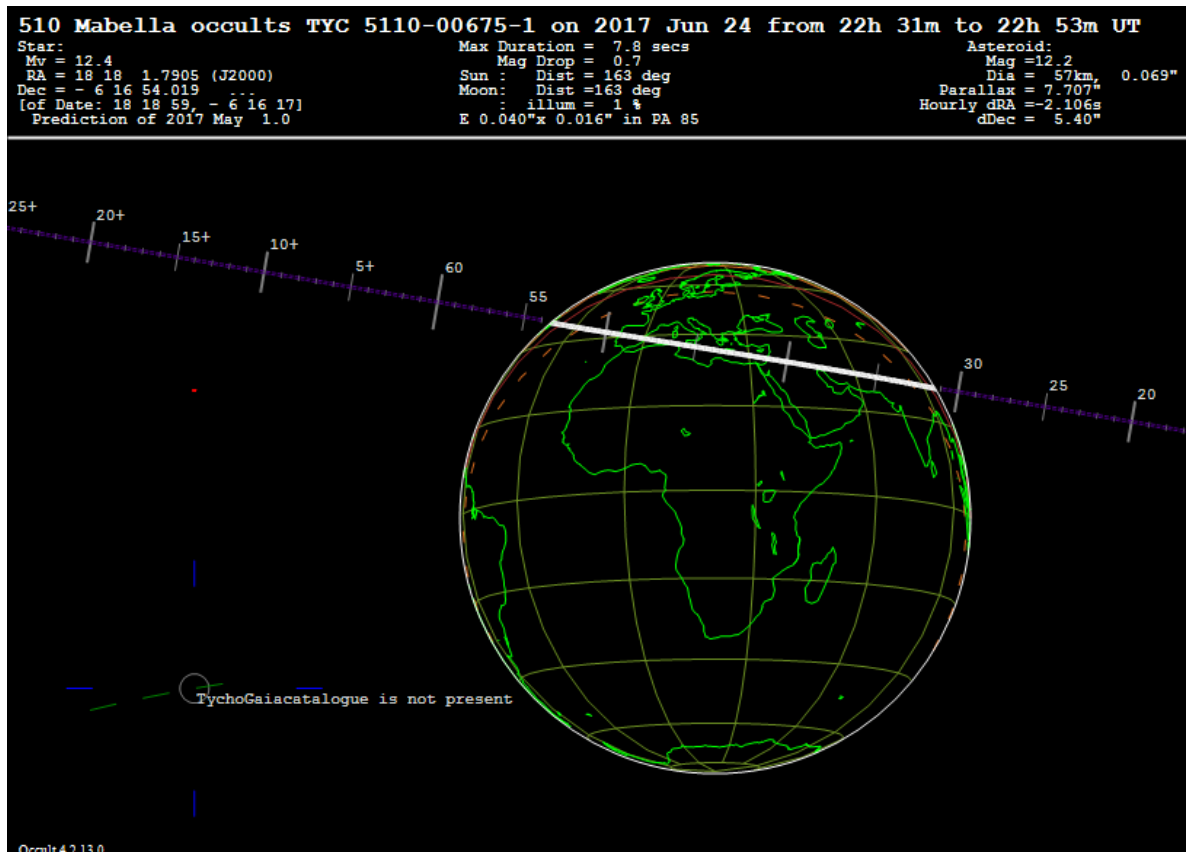 510 Mabella occults TYC 5110-00675-1 on 2017 Jun 24 from 22h 31m to 22h 53m UT
Star:
Mv = 12.4
RA = 18 18 1.7905 (J2000)
Dec = - 6 16 54.019 ...
[of Date: 18 18 59, - 6 16 17]
Prediction of 2017 May 1.0
Max Duration = 7.8 secs
Mag Drop = 0.7
Sun : Dist = 163 deg
Moon: Dist =163 deg
: illum = 1 %
E 0.040"x 0.016" in PA 85
Asteroid:
Mag =12.2
Dia = 57km, 0.069"
Parallax = 7.707"
Hourly dRA =-2.106s
dDec = 5.40"
25+
20+
15+
10+
5+
60
55
30
25
20
TychoGaiacatalogue is not present
Occult 4.2.13.0